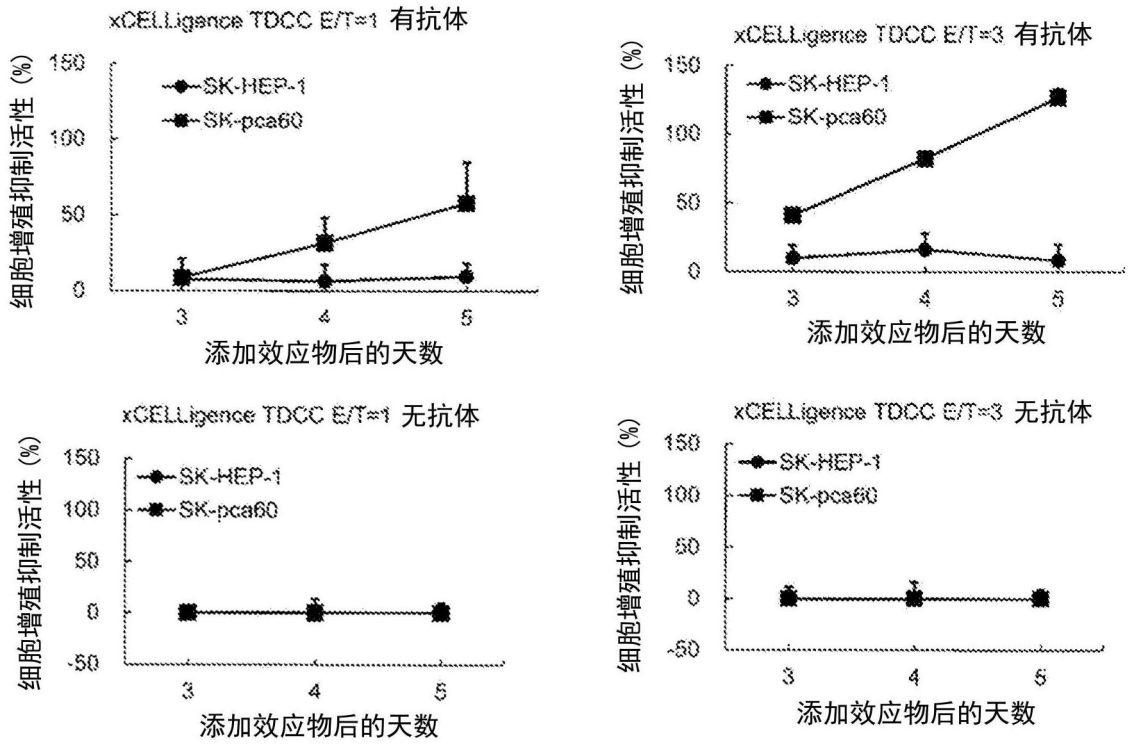 xCELLigence TDCC E/T=1 有抗体
细胞增殖抑制活性 (%)
150
100
50
0
SK-HEP-1
SK-pca60
3 4 5
添加效应物后的天数
xCELLigence TDCC E/T=3 有抗体
细胞增殖抑制活性 (%)
150
100
50
0
SK-HEP-1
SK-pca60
3 4 5
添加效应物后的天数
xCELLigence TDCC E/T=1 无抗体
细胞增殖抑制活性 (%)
150
100
50
0
-50
SK-HEP-1
SK-pca60
3 4 5
添加效应物后的天数
xCELLigence TDCC E/T=3 无抗体
细胞增殖抑制活性 (%)
150
100
50
0
-50
SK-HEP-1
SK-pca60
3 4 5
添加效应物后的天数